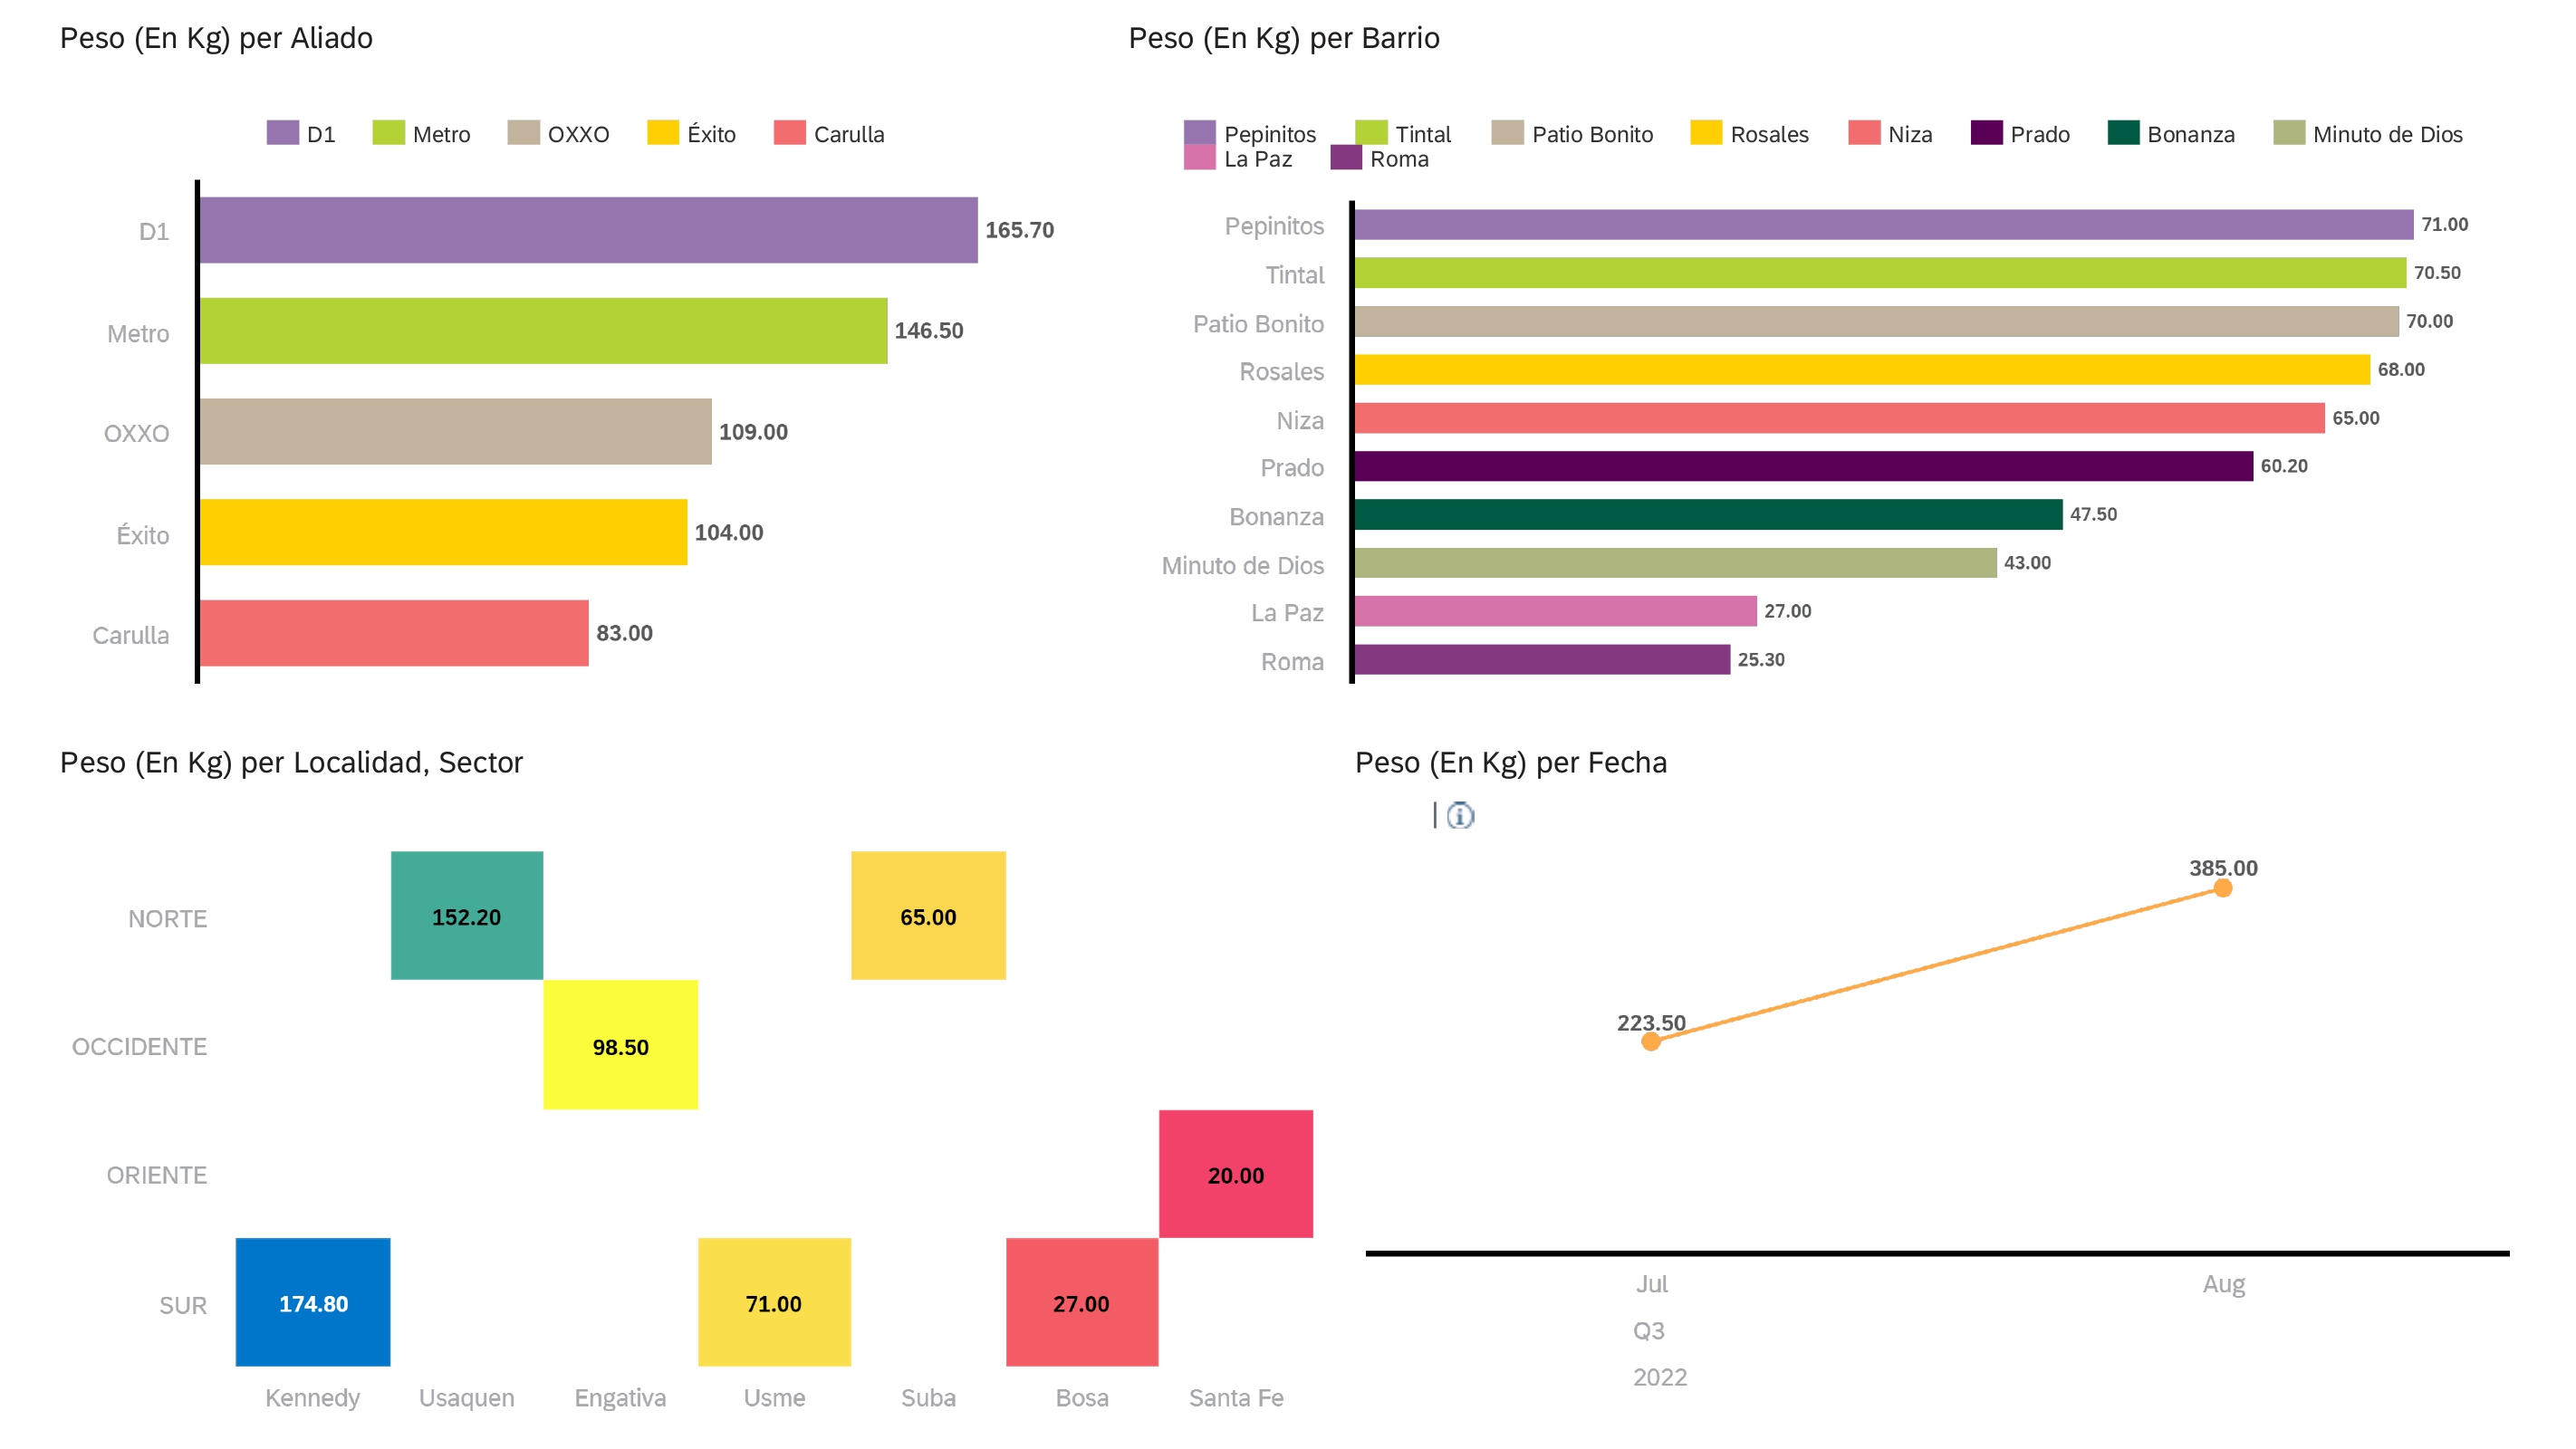 Peso (En Kg) per Aliado
D1 Metro OXXO Éxito Carulla
D1 165.70
Metro 146.50
OXXO 109.00
Éxito 104.00
Carulla 83.00
Peso (En Kg) per Barrio
Pepinitos Tintal Patio Bonito Rosales Niza Prado Bonanza Minuto de Dios
La Paz Roma
Pepinitos 71.00
Tintal 70.50
Patio Bonito 70.00
Rosales 68.00
Niza 65.00
Prado 60.20
Bonanza 47.50
Minuto de Dios 43.00
La Paz 27.00
Roma 25.30
Peso (En Kg) per Localidad, Sector
NORTE 152.20 65.00
OCCIDENTE 98.50
ORIENTE 20.00
SUR 174.80 71.00 27.00
Kennedy Usaquen Engativa Usme Suba Bosa Santa Fe
Peso (En Kg) per Fecha
385.00
223.50
Jul Aug
Q3
2022